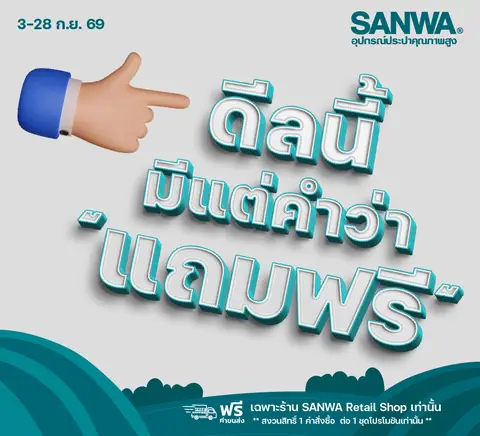 3-28 ก.ย. 69
SANWA®
อุปกรณ์ประปาคุณภาพสูง
ดีลนี้
มีแต่คำว่า
"แถมฟรี"
ฟรี
ค่าขนส่ง
เฉพาะร้าน SANWA Retail Shop เท่านั้น
** สงวนสิทธิ์ 1 คำสั่งซื้อ ต่อ 1 ชุดโปรโมชันเท่านั้น **